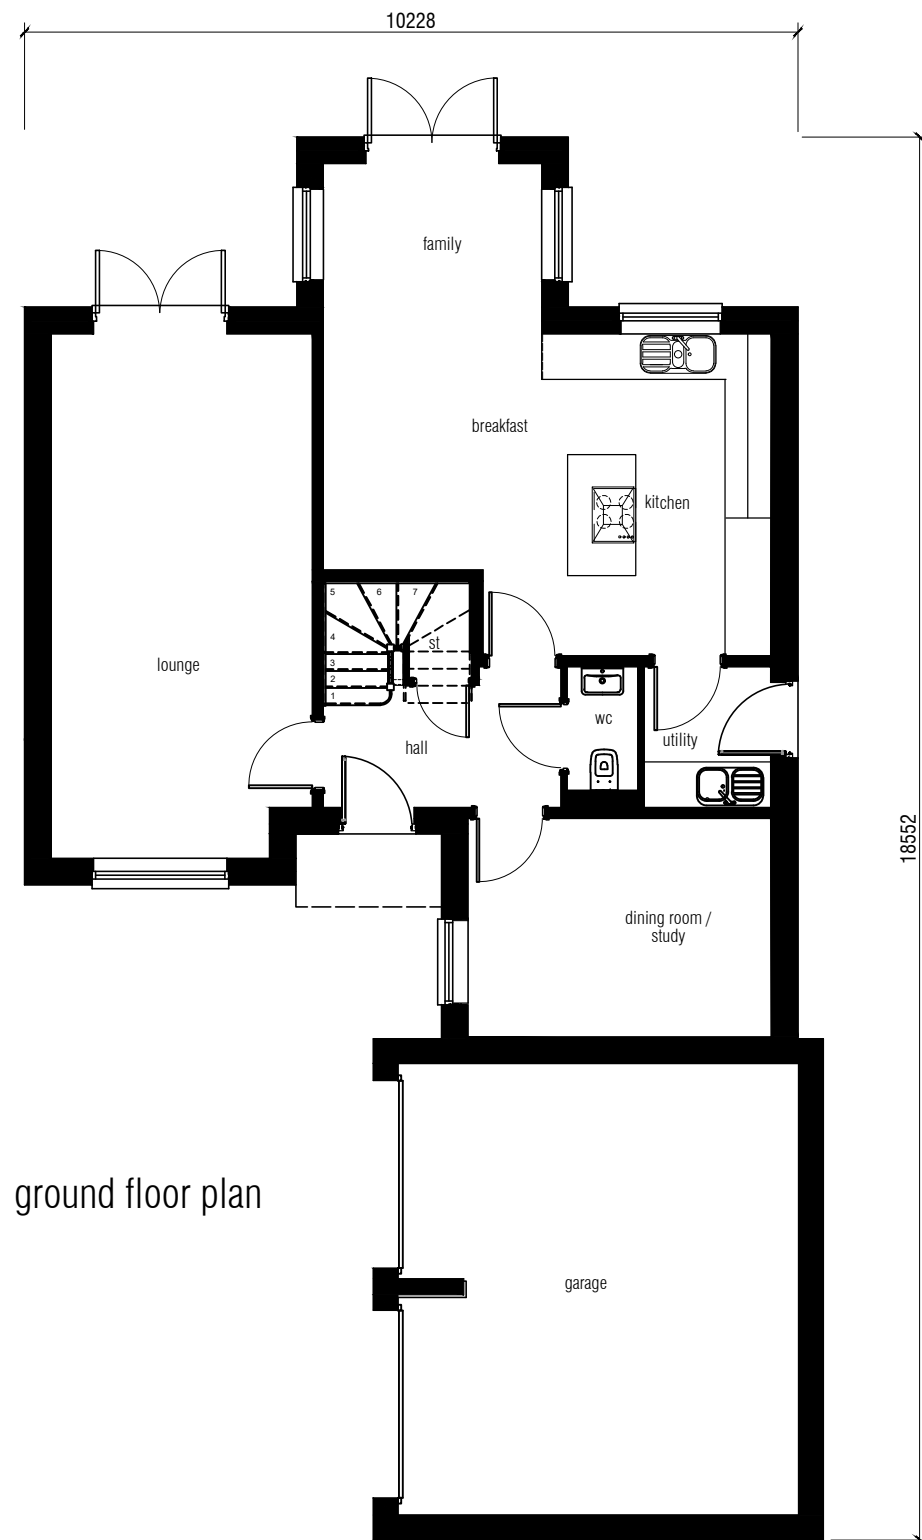 10228
family
breakfast
kitchen
5
6
7
4
st
3
2
1
lounge
wc
hall
utility
18552
dining room /
study
ground floor plan
garage